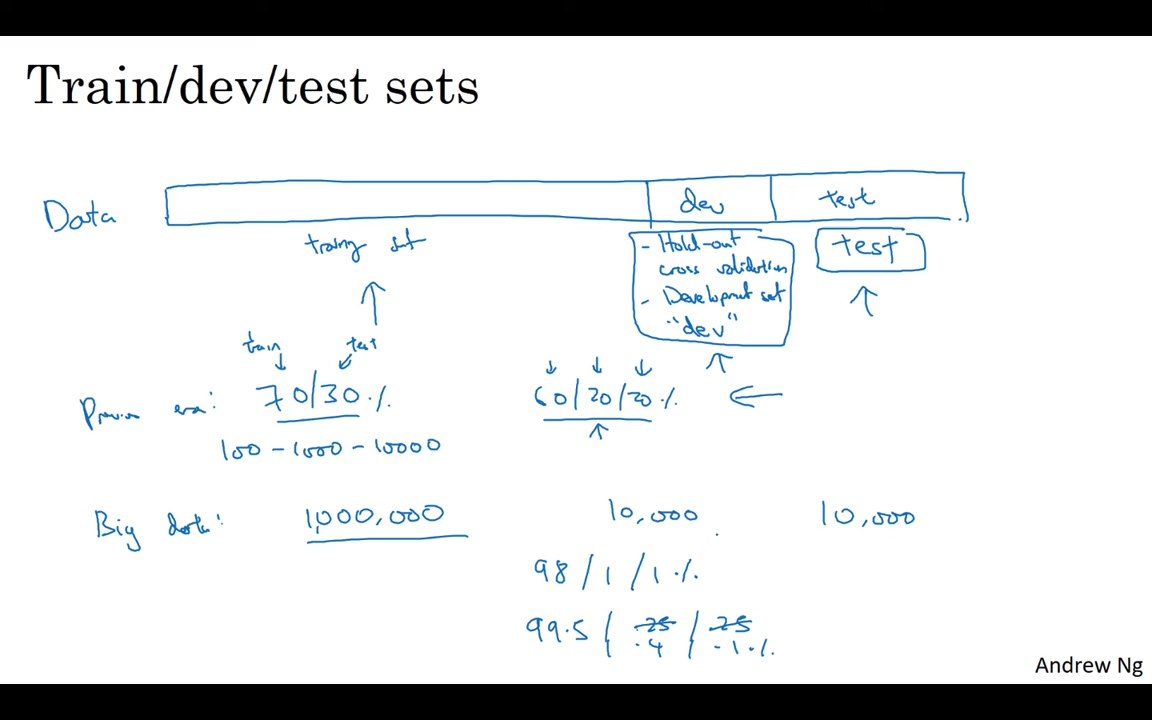 Train/dev/test sets
Data
dev
test
training set
- Hold-out
cross validation
- Development set
"dev"
test
train
test
Previous era:
70/30 %
60/20/20 %
100 - 1000 - 10000
Big data:
1,000,000
10,000
10,000
98 / 1 / 1 %
99.5 / .25 / .25
.4 .1 %
Andrew Ng